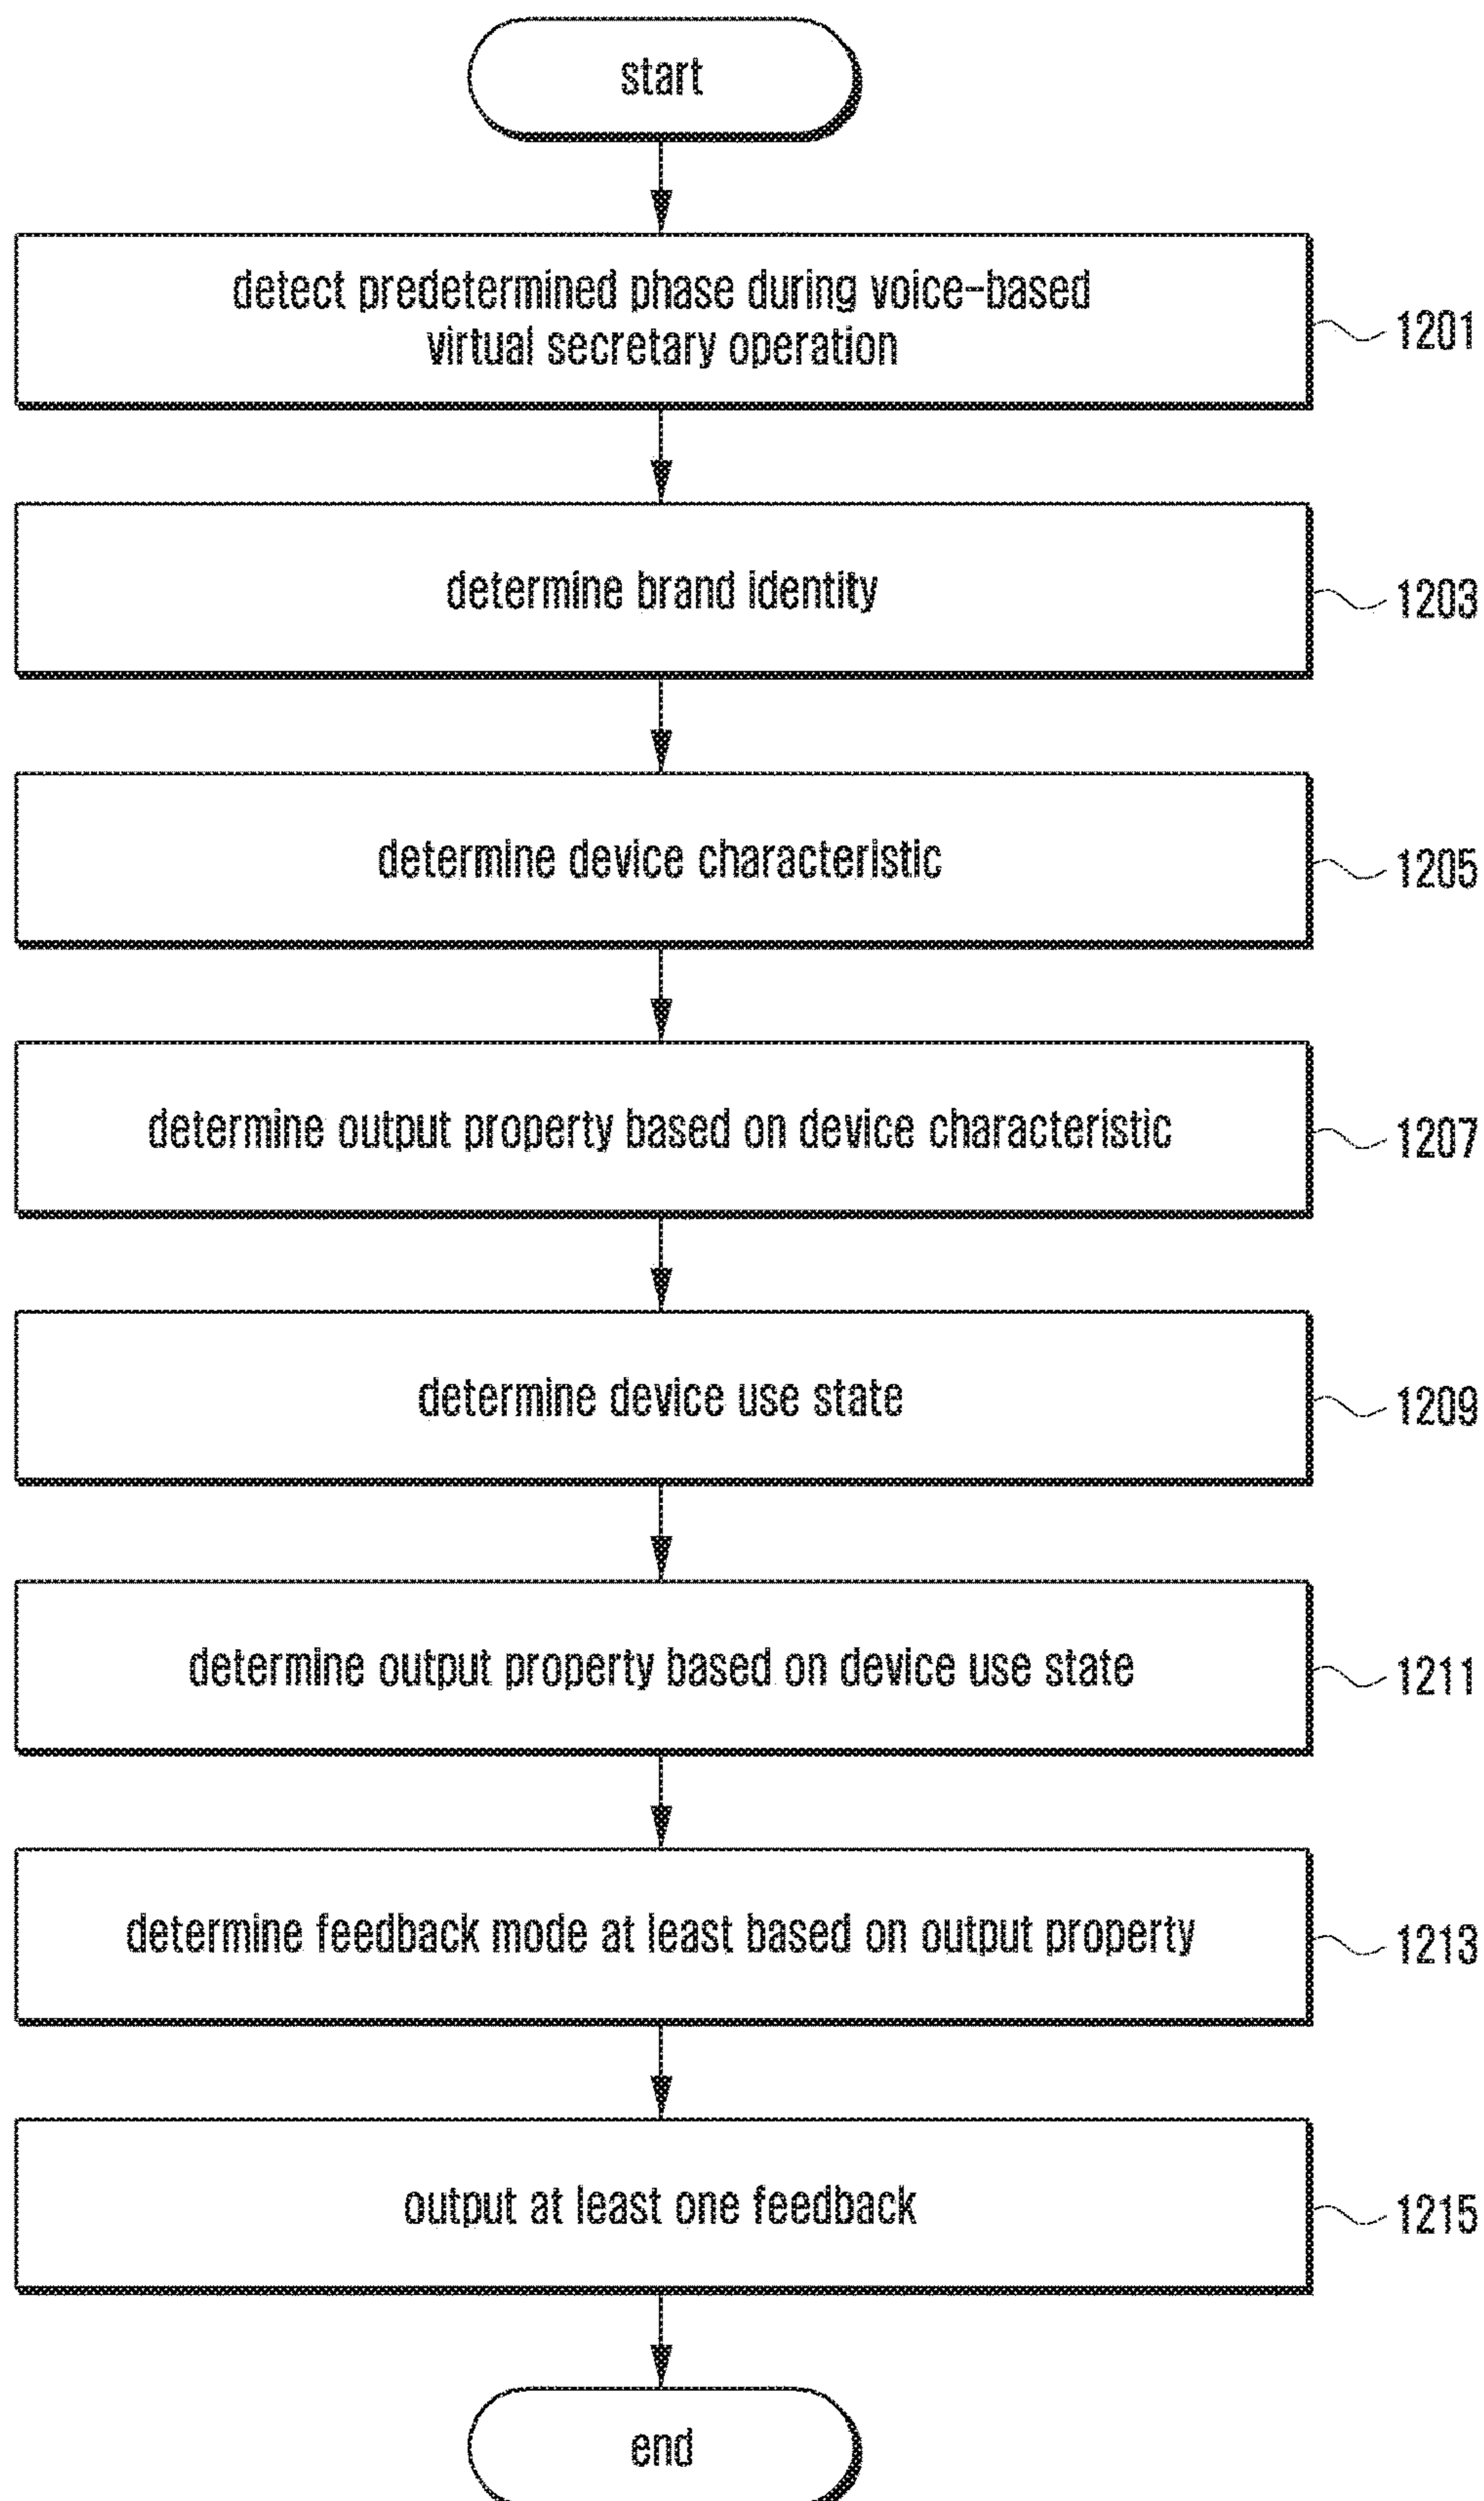 start
detect predetermined phase during voice-based
virtual secretary operation
1201
determine brand identity
1203
determine device characteristic
1205
determine output property based on device characteristic
1207
determine device use state
1209
determine output property based on device use state
1211
determine feedback mode at least based on output property
1213
output at least one feedback
1215
end